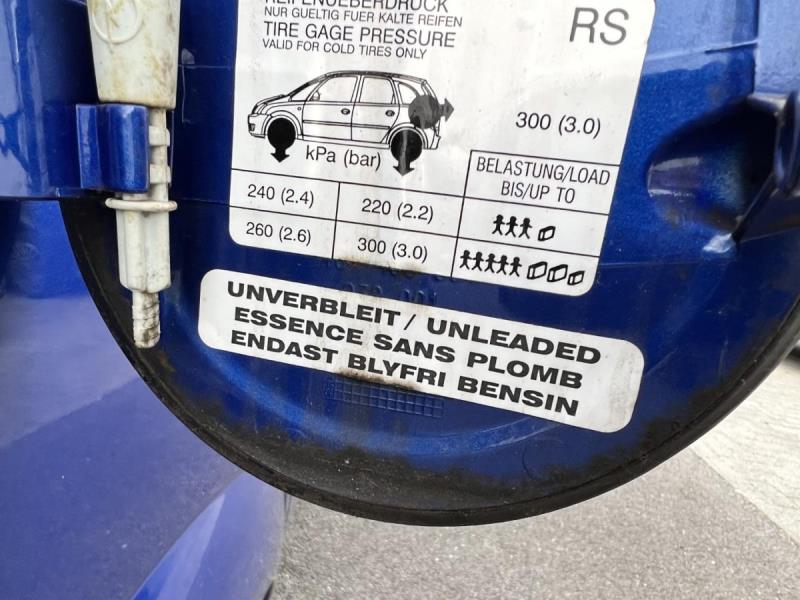 REIFENUEBERDRUCK
NUR GUELTIG FUER KALTE REIFEN
TIRE GAGE PRESSURE
VALID FOR COLD TIRES ONLY
RS
300 (3.0)
kPa (bar)
BELASTUNG/LOAD
BIS/UP TO
240 (2.4) 220 (2.2)
260 (2.6) 300 (3.0)
UNVERBLEIT / UNLEADED
ESSENCE SANS PLOMB
ENDAST BLYFRI BENSIN